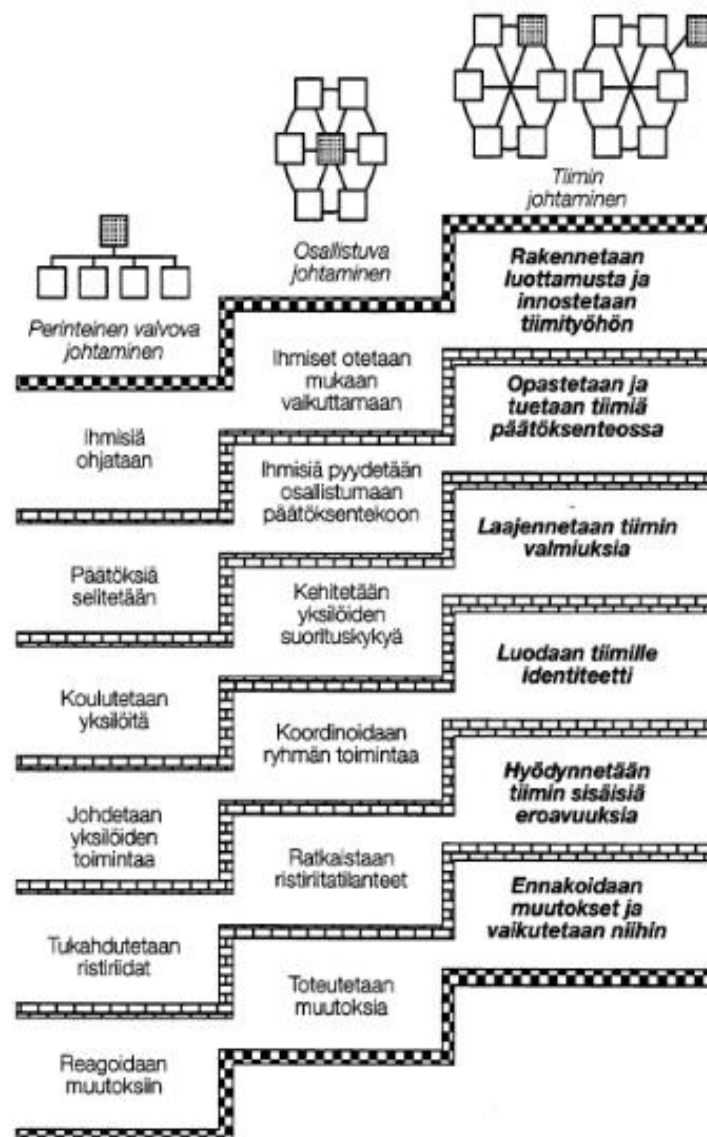 Tiimin
johtaminen
Osallistuva
johtaminen
Perinteinen valvova
johtaminen
Rakennetaan
luottamusta ja
innostetaan
tiimityöhön
Ihmiset otetaan
mukaan
vaikuttamaan
Ihmisiä
ohjataan
Opastetaan ja
tuetaan tiimiä
päätöksenteossa
Ihmisiä pyydetään
osallistumaan
päätöksentekoon
Päätöksiä
selitetään
Laajennetaan tiimin
valmiuksia
Kehitetään
yksilöiden
suorituskykyä
Koulutetaan
yksilöitä
Luodaan tiimille
identiteetti
Koordinoidaan
ryhmän toimintaa
Johdetaan
yksilöiden
toimintaa
Hyödynnetään
tiimin sisäisiä
eroavuuksia
Ratkaistaan
ristiriitatilanteet
Tukahdutetaan
ristiriidat
Ennakoidaan
muutokset ja
vaikutetaan niihin
Toteutetaan
muutoksia
Reagoidaan
muutoksiin